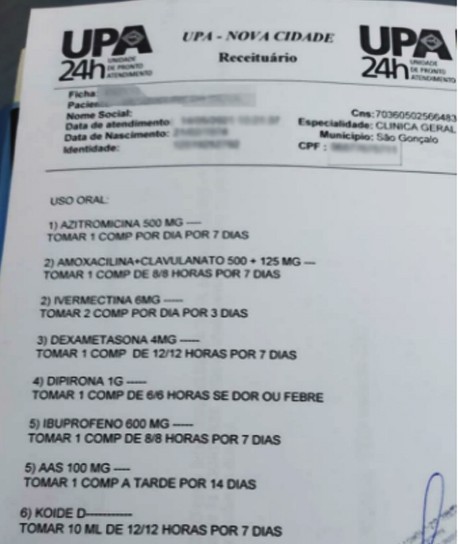 UPA
24h
UNIDADE
DE PRONTO
ATENDIMENTO
UPA - NOVA CIDADE
Receituário
UPA
24h
UNIDADE
DE PRONTO
ATENDIMENTO
Ficha:
Nome Social:
Data de atendimento:
Data de Nascimento:
Identidade:
Cns:70360502566483
Especialidade: CLINICA GERAL
Municipio: São Gonçalo
CPF :
USO ORAL:
1) AZITROMICINA 500 MG ----
TOMAR 1 COMP POR DIA POR 7 DIAS
2) AMOXACILINA+CLAVULANATO 500 + 125 MG ---
TOMAR 1 COMP DE 8/8 HORAS POR 7 DIAS
2) IVERMECTINA 6MG -----
TOMAR 2 COMP POR DIA POR 3 DIAS
3) DEXAMETASONA 4MG -----
TOMAR 1 COMP DE 12/12 HORAS POR 7 DIAS
4) DIPIRONA 1G -----
TOMAR 1 COMP DE 6/6 HORAS SE DOR OU FEBRE
5) IBUPROFENO 600 MG -----
TOMAR 1 COMP DE 8/8 HORAS POR 7 DIAS
5) AAS 100 MG ----
TOMAR 1 COMP A TARDE POR 14 DIAS
6) KOIDE D-----------
TOMAR 10 ML DE 12/12 HORAS POR 7 DIAS